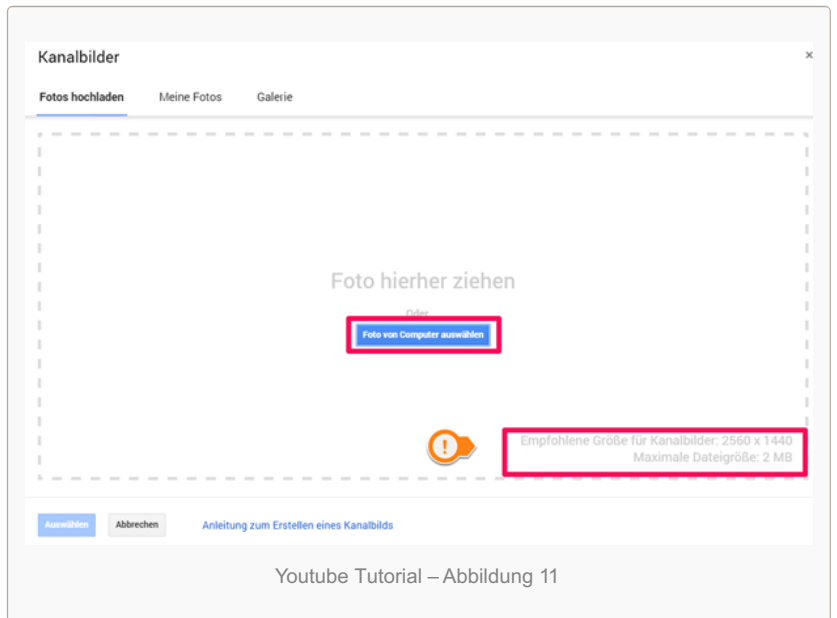 Kanalbilder
×
Fotos hochladen Meine Fotos Galerie
Foto hierher ziehen
Oder
Foto von Computer auswählen
!
Empfohlene Größe für Kanalbilder: 2560 x 1440
Maximale Dateigröße: 2 MB
Auswählen Abbrechen Anleitung zum Erstellen eines Kanalbilds
Youtube Tutorial – Abbildung 11